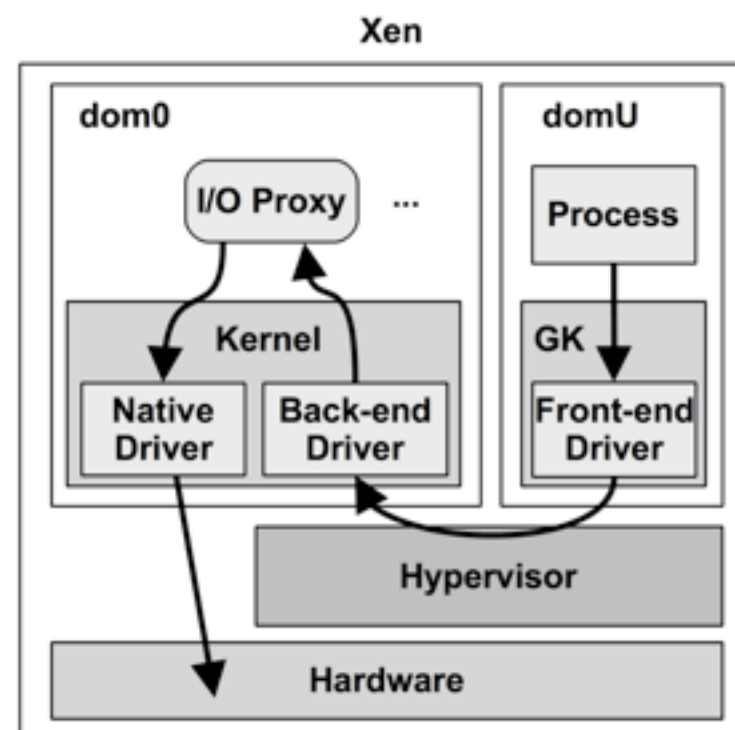 Xen
dom0
domU
I/O Proxy
...
Process
Kernel
GK
Native
Driver
Back-end
Driver
Front-end
Driver
Hypervisor
Hardware